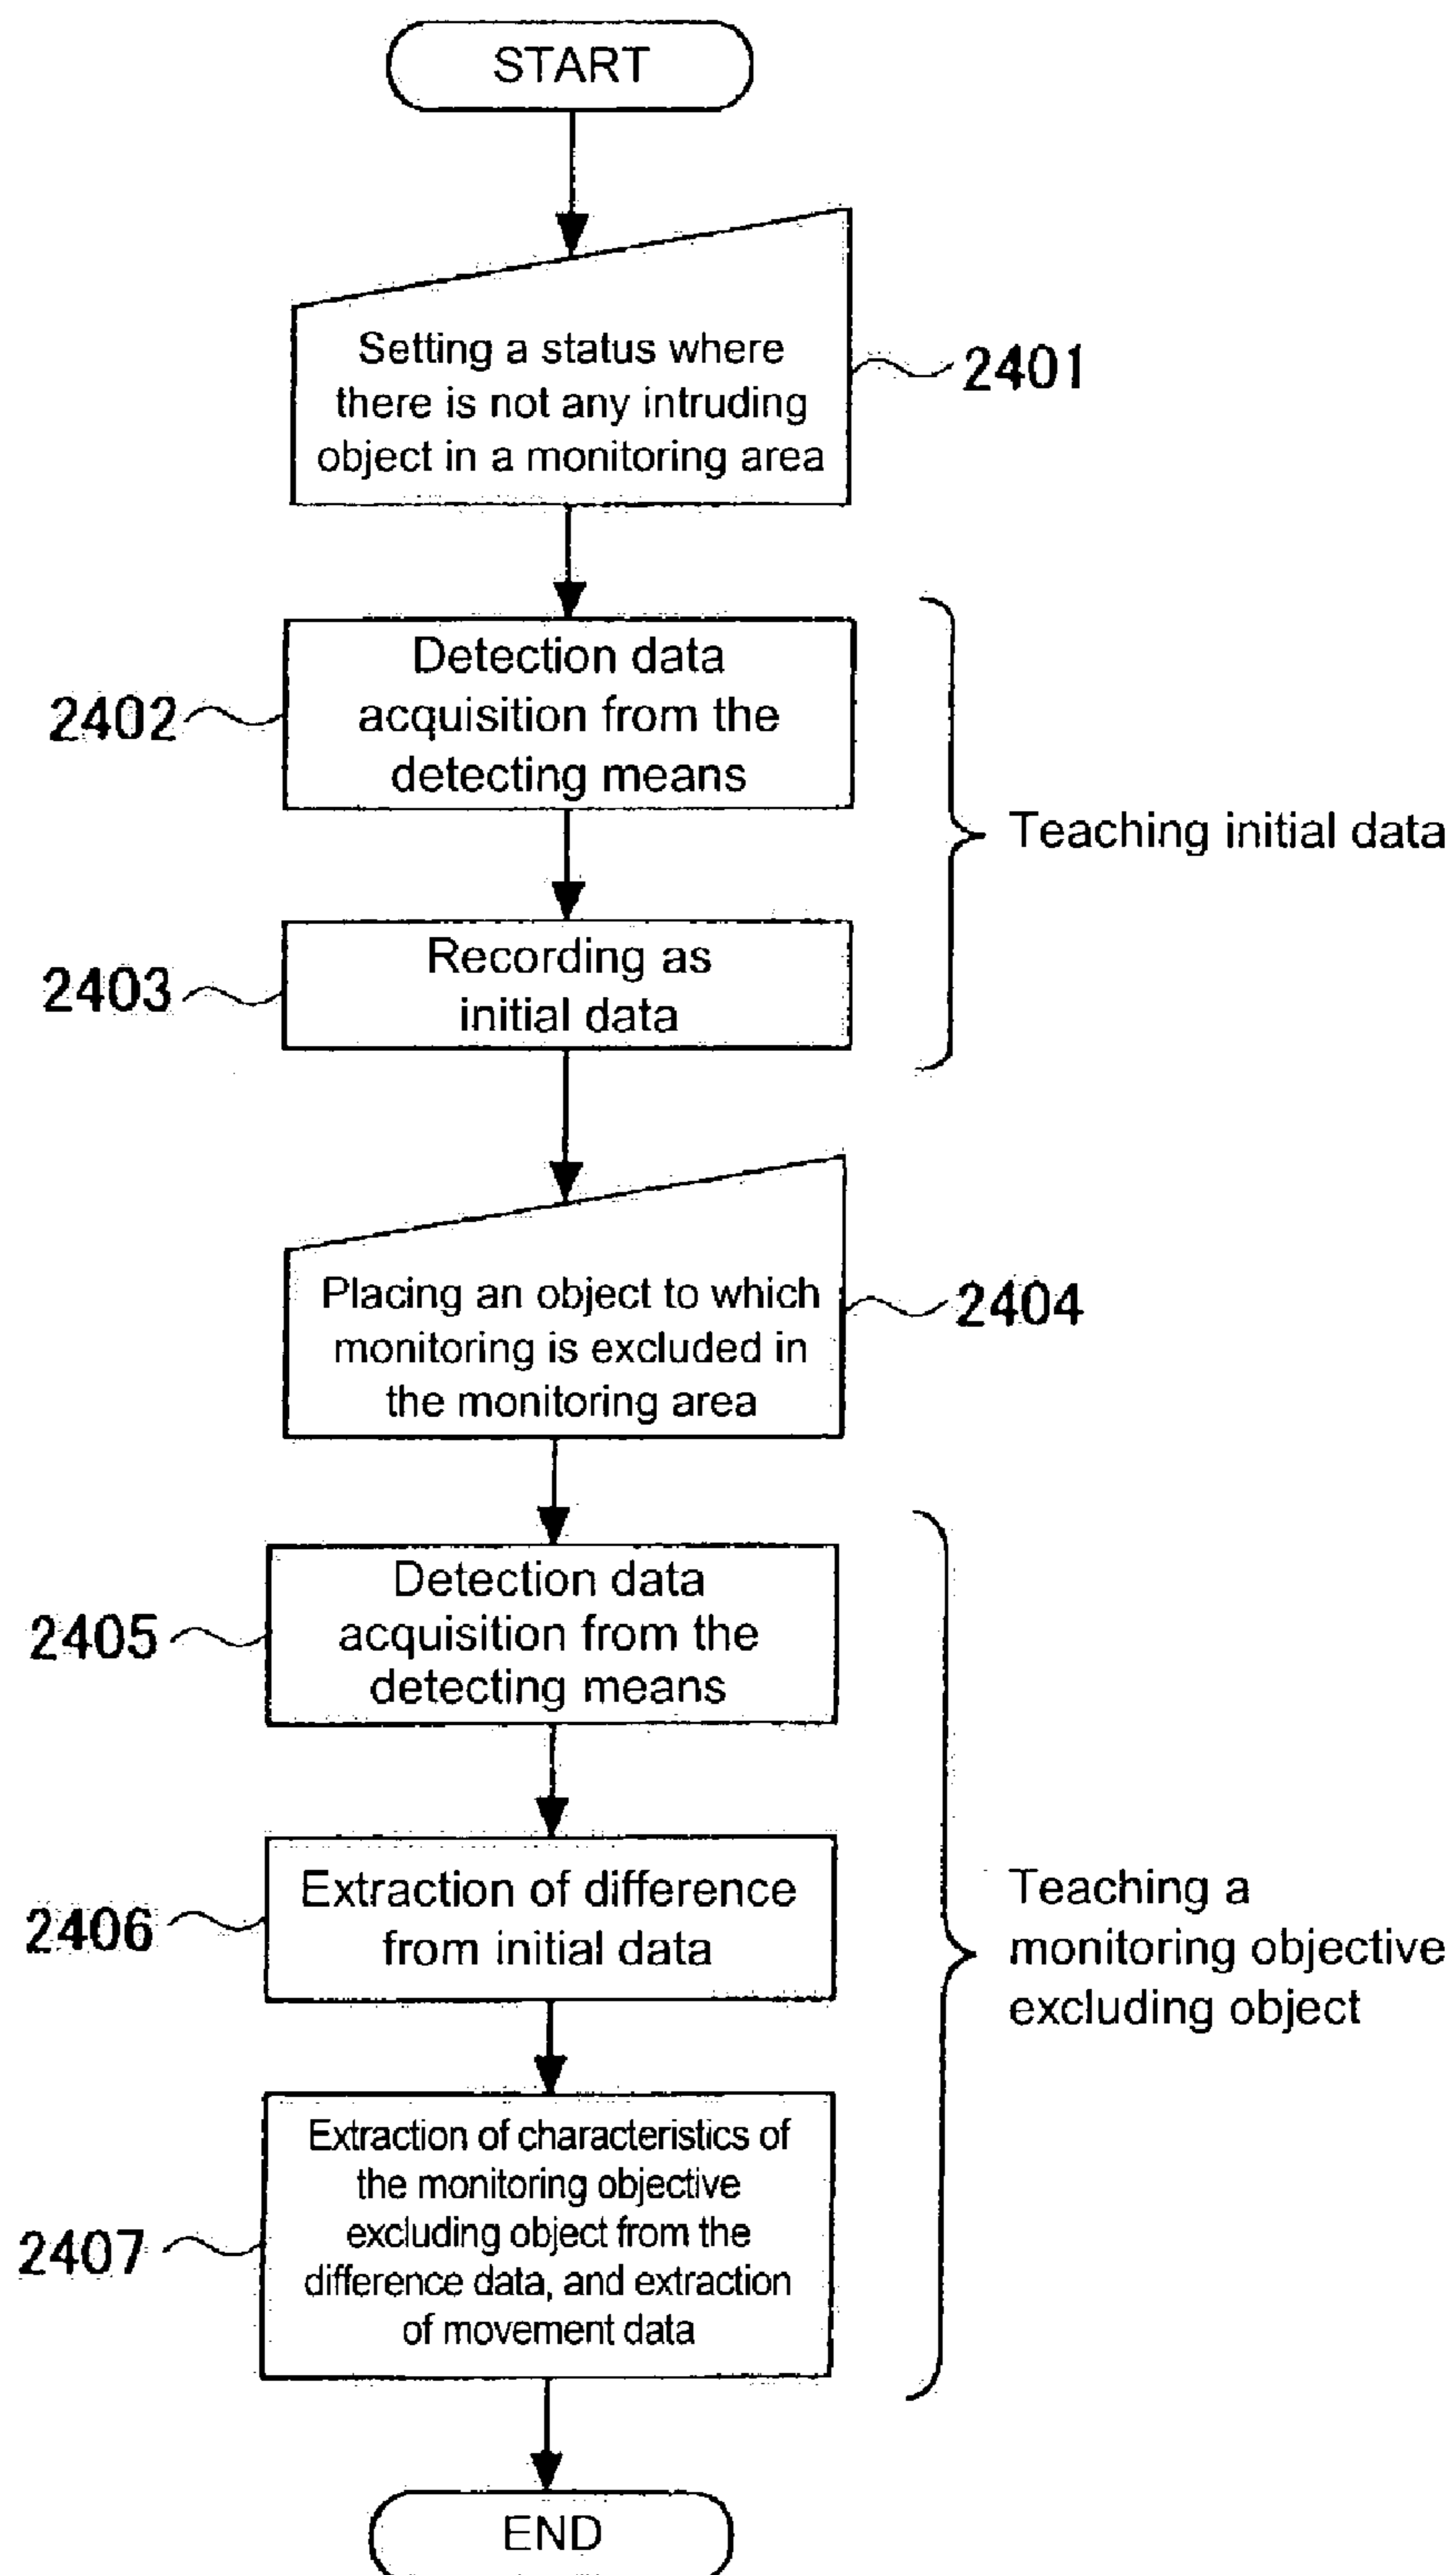 START
Setting a status where
there is not any intruding
object in a monitoring area
2401
Detection data
acquisition from the
detecting means
2402
Teaching initial data
Recording as
initial data
2403
Placing an object to which
monitoring is excluded in
the monitoring area
2404
Detection data
acquisition from the
detecting means
2405
Extraction of difference
from initial data
2406
Teaching a
monitoring objective
excluding object
Extraction of characteristics of
the monitoring objective
excluding object from the
difference data, and extraction
of movement data
2407
END